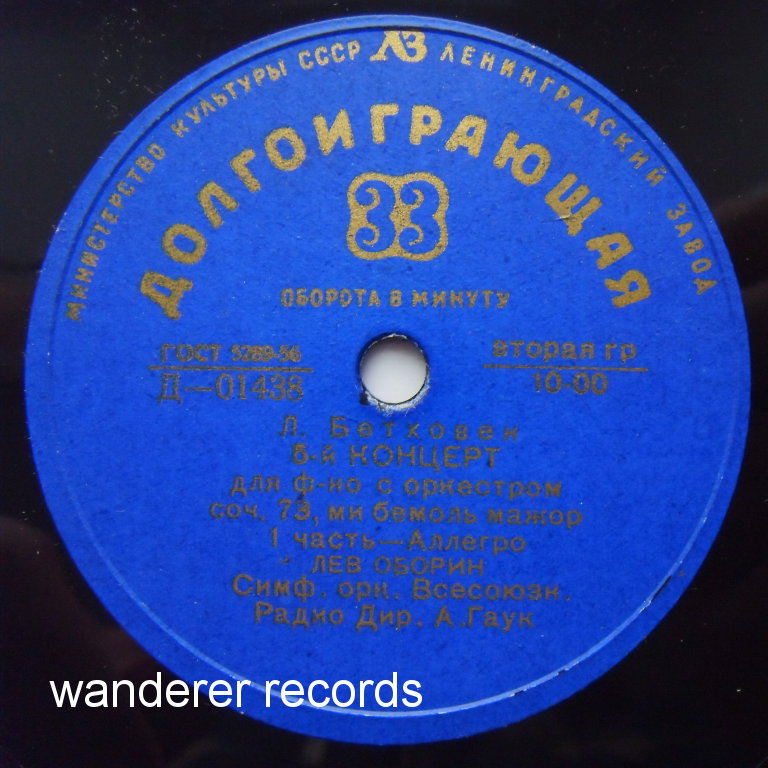 МИНИСТЕРСТВО КУЛЬТУРЫ СССР ЛЗ ЛЕНИНГРАДСКИЙ ЗАВОД
ДОЛГОИГРАЮЩАЯ
33
ОБОРОТА В МИНУТУ
ГОСТ 5289-56
Д—01438
вторая гр
10-00
Л. Бетховен
5-й КОНЦЕРТ
для ф-но с оркестром
соч. 73, ми бемоль мажор
1 часть—Аллегро
ЛЕВ ОБОРИН
Симф. орк. Всесоюзн.
Радио Дир. А.Гаук
wanderer records